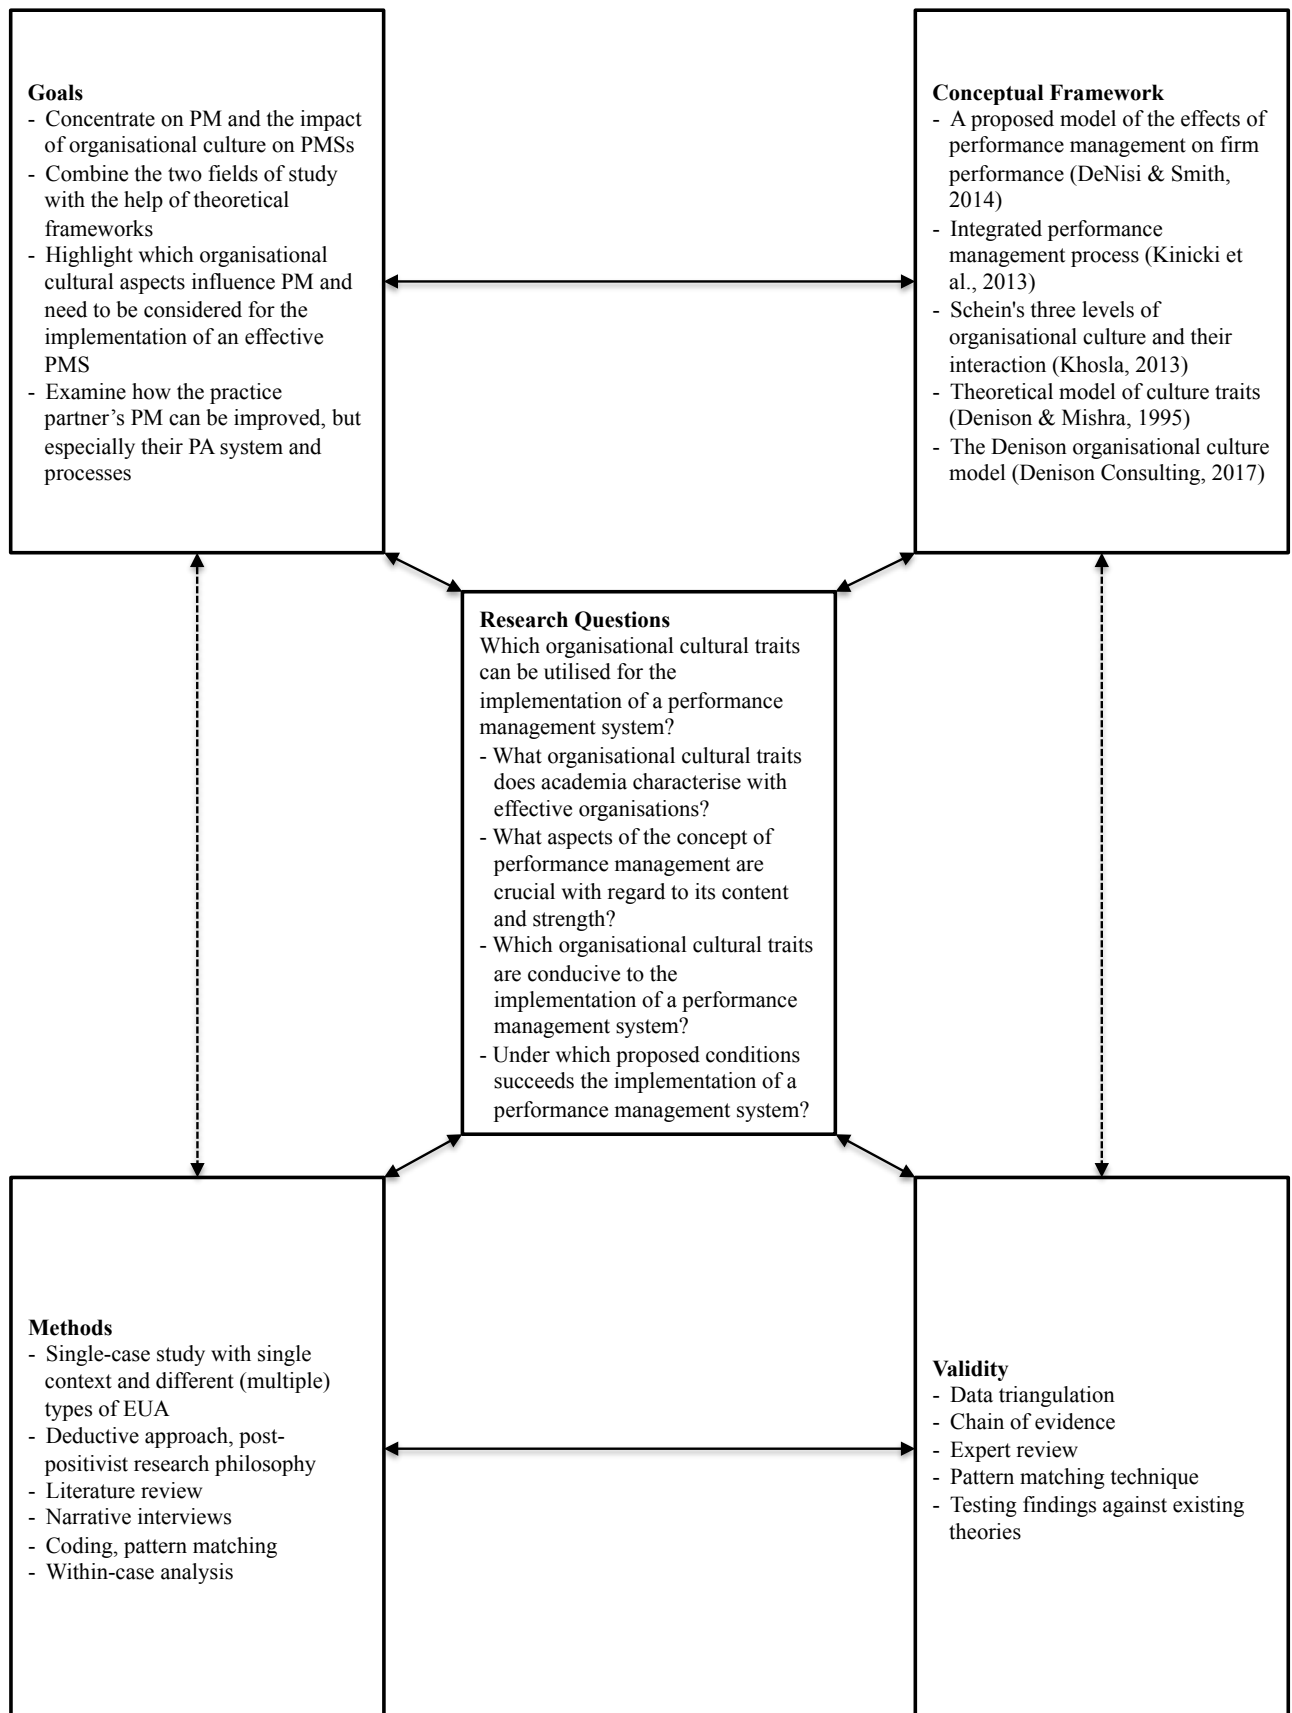 Goals
- Concentrate on PM and the impact
of organisational culture on PMSs
- Combine the two fields of study
with the help of theoretical
frameworks
- Highlight which organisational
cultural aspects influence PM and
need to be considered for the
implementation of an effective
PMS
- Examine how the practice
partner’s PM can be improved, but
especially their PA system and
processes
Conceptual Framework
- A proposed model of the effects of
performance management on firm
performance (DeNisi & Smith,
2014)
- Integrated performance
management process (Kinicki et
al., 2013)
- Schein's three levels of
organisational culture and their
interaction (Khosla, 2013)
- Theoretical model of culture traits
(Denison & Mishra, 1995)
- The Denison organisational culture
model (Denison Consulting, 2017)
Research Questions
Which organisational cultural traits
can be utilised for the
implementation of a performance
management system?
- What organisational cultural traits
does academia characterise with
effective organisations?
- What aspects of the concept of
performance management are
crucial with regard to its content
and strength?
- Which organisational cultural traits
are conducive to the
implementation of a performance
management system?
- Under which proposed conditions
succeeds the implementation of a
performance management system?
Methods
- Single-case study with single
context and different (multiple)
types of EUA
- Deductive approach, post-
positivist research philosophy
- Literature review
- Narrative interviews
- Coding, pattern matching
- Within-case analysis
Validity
- Data triangulation
- Chain of evidence
- Expert review
- Pattern matching technique
- Testing findings against existing
theories